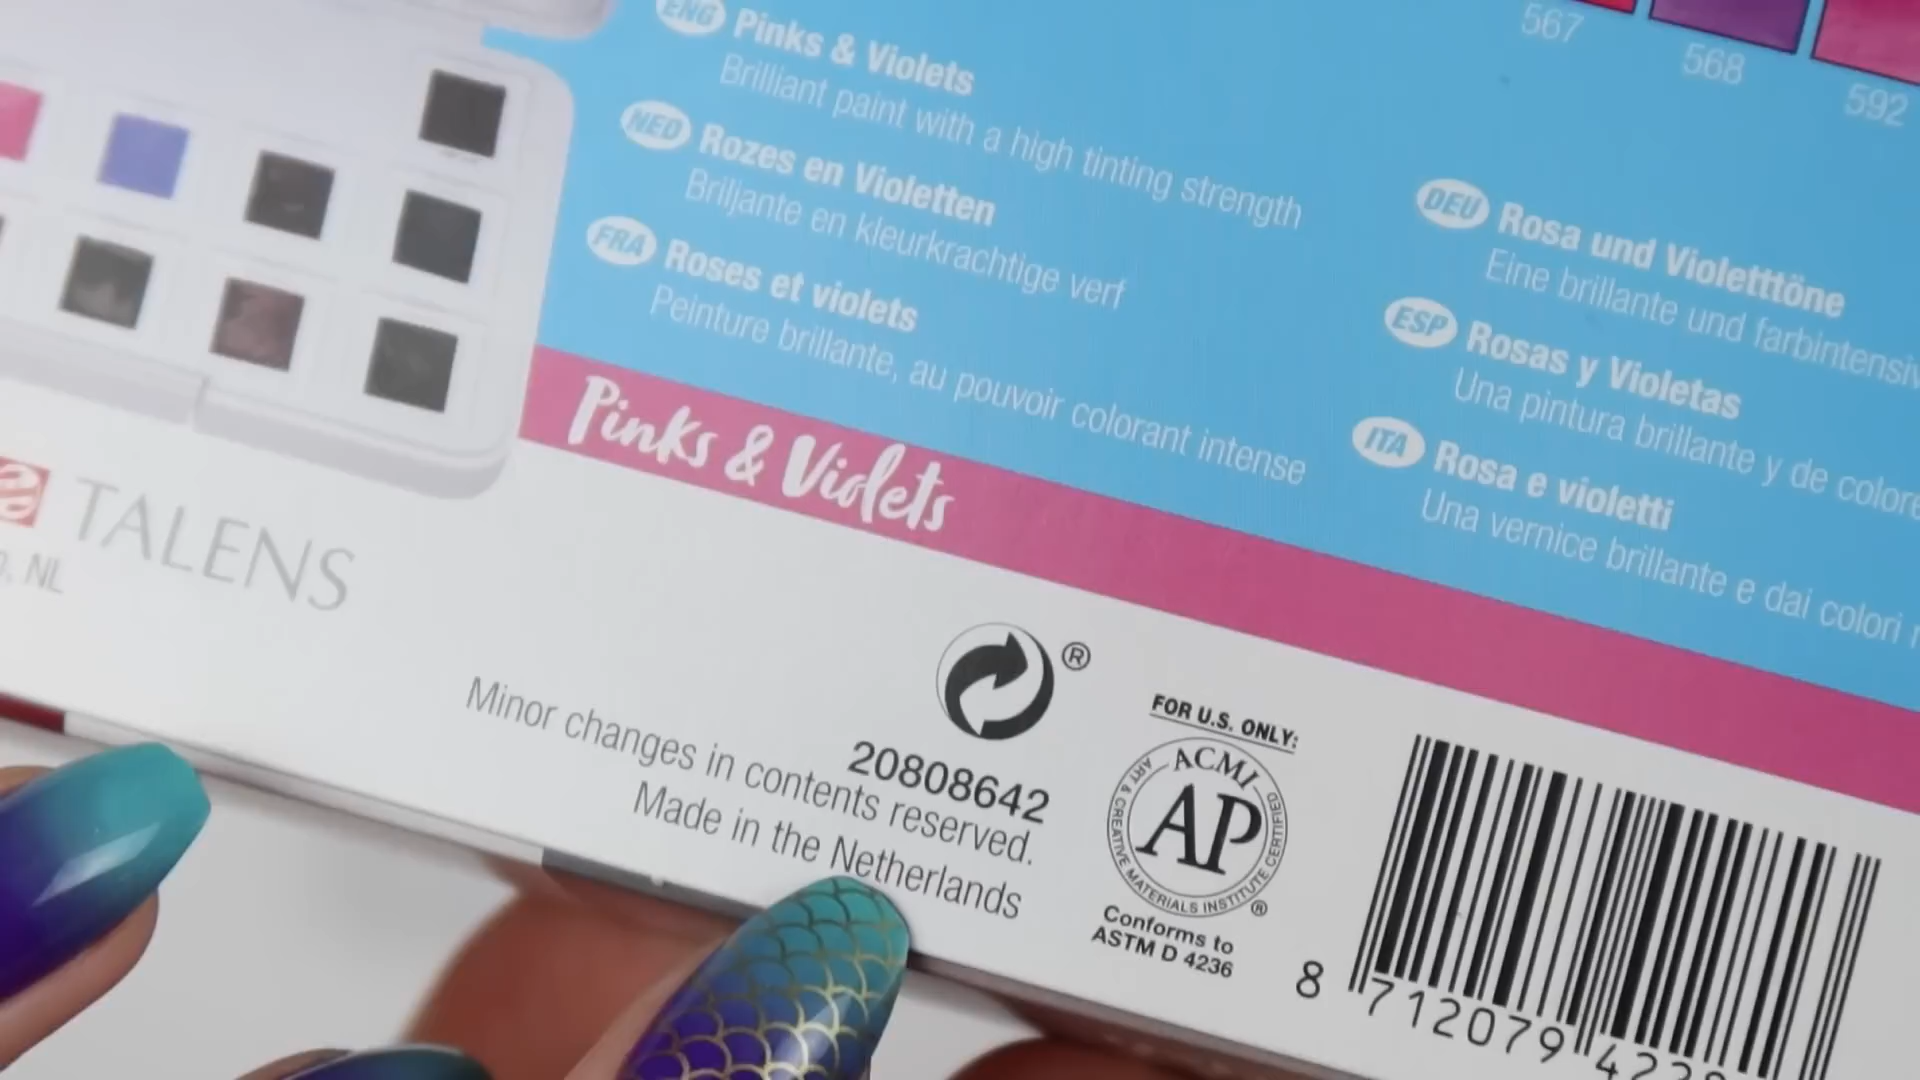 567
568
592
ENG Pinks & Violets
Brilliant paint with a high tinting strength
NED Rozes en Violetten
Briljante en kleurkrachtige verf
FRA Roses et violets
Peinture brillante, au pouvoir colorant intense
DEU Rosa und Violetttöne
Eine brillante und
ESP Rosas y Violetas
Una pintura brillante y de
ITA Rosa e violetti
Una vernice brillante e dai colori
Pinks & Violets
TALENS
NL
®
20808642
Minor changes in contents reserved.
Made in the Netherlands
FOR U.S. ONLY:
ACMI
AP
ART & CREATIVE MATERIALS INSTITUTE CERTIFIED
®
Conforms to
ASTM D 4236
8 712079